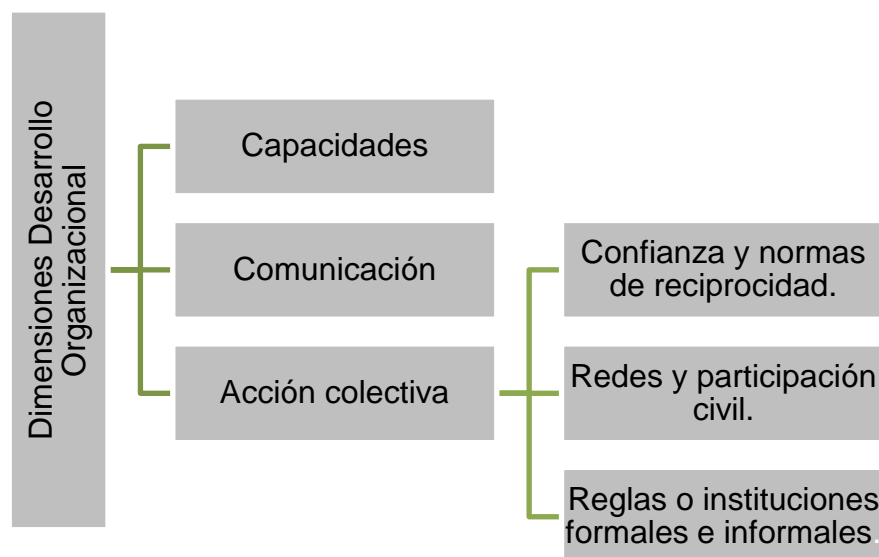 Dimensiones Desarrollo
Organizacional
Capacidades
Comunicación
Acción colectiva
Confianza y normas
de reciprocidad.
Redes y participación
civil.
Reglas o instituciones
formales e informales.